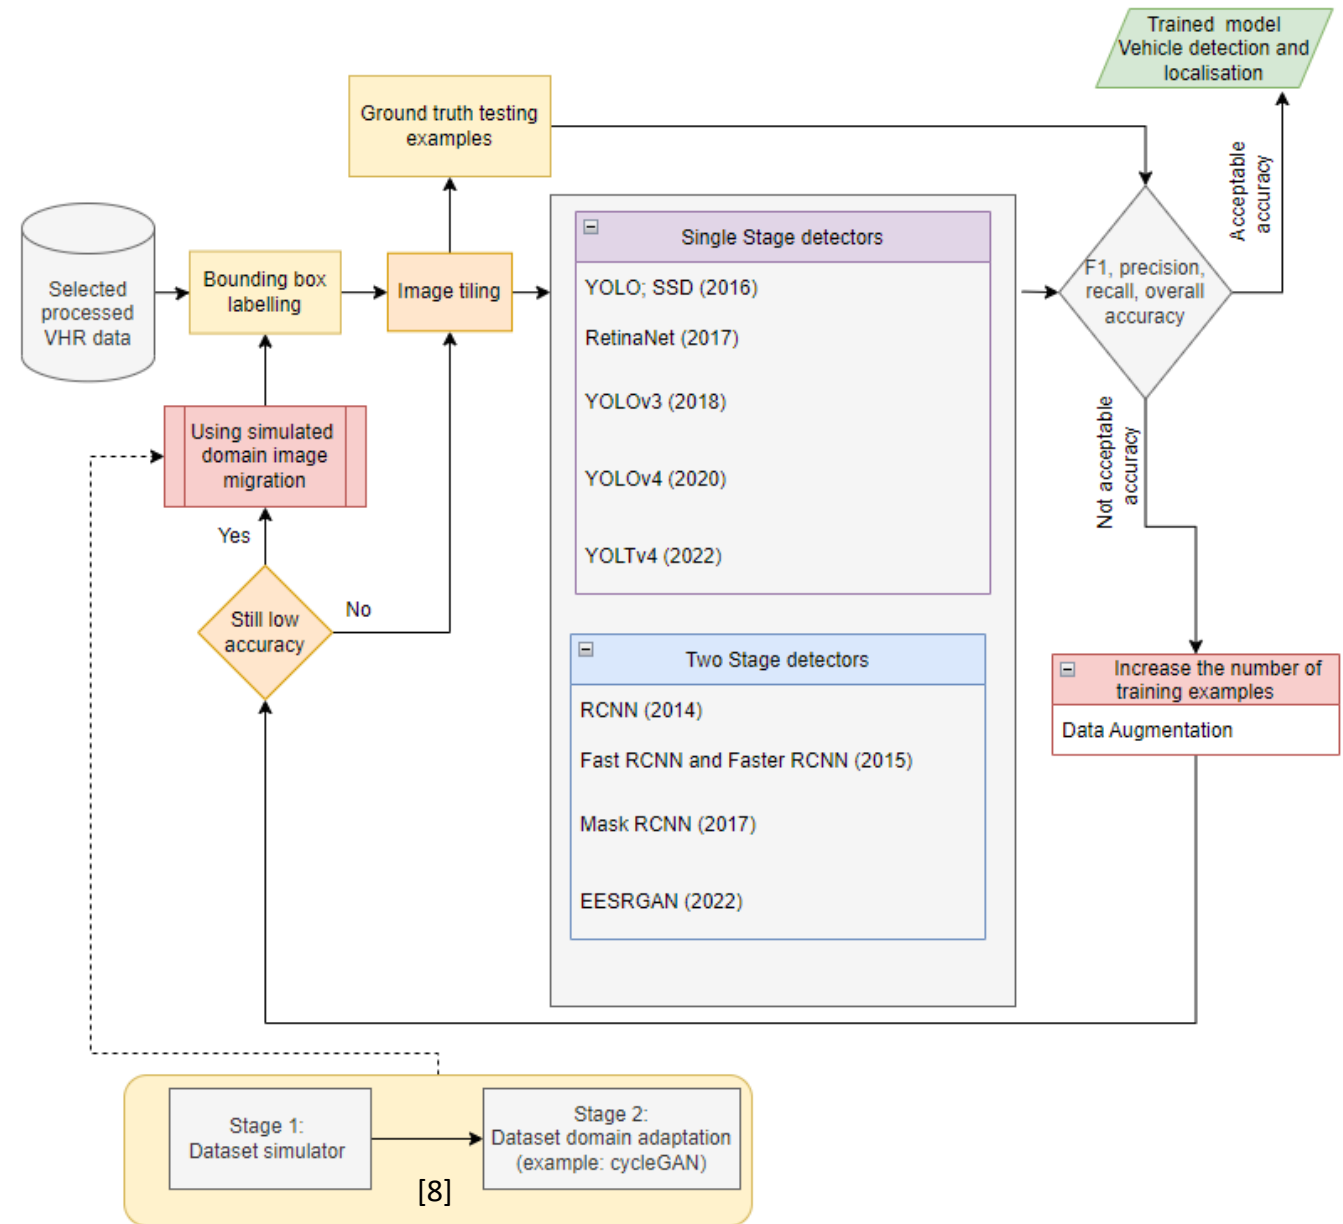 Trained model
Vehicle detection and
localisation
Ground truth testing
examples
Acceptable
accuracy
Selected
processed
VHR data
Bounding box
labelling
Image tiling
Single Stage detectors
YOLO; SSD (2016)
RetinaNet (2017)
YOLOv3 (2018)
YOLOv4 (2020)
YOLTv4 (2022)
F1, precision,
recall, overall
accuracy
Using simulated
domain image
migration
Not acceptable
accuracy
Yes
Still low
accuracy
No
Two Stage detectors
RCNN (2014)
Fast RCNN and Faster RCNN (2015)
Mask RCNN (2017)
EESRGAN (2022)
Increase the number of
training examples
Data Augmentation
Stage 1:
Dataset simulator
Stage 2:
Dataset domain adaptation
(example: cycleGAN)
[8]